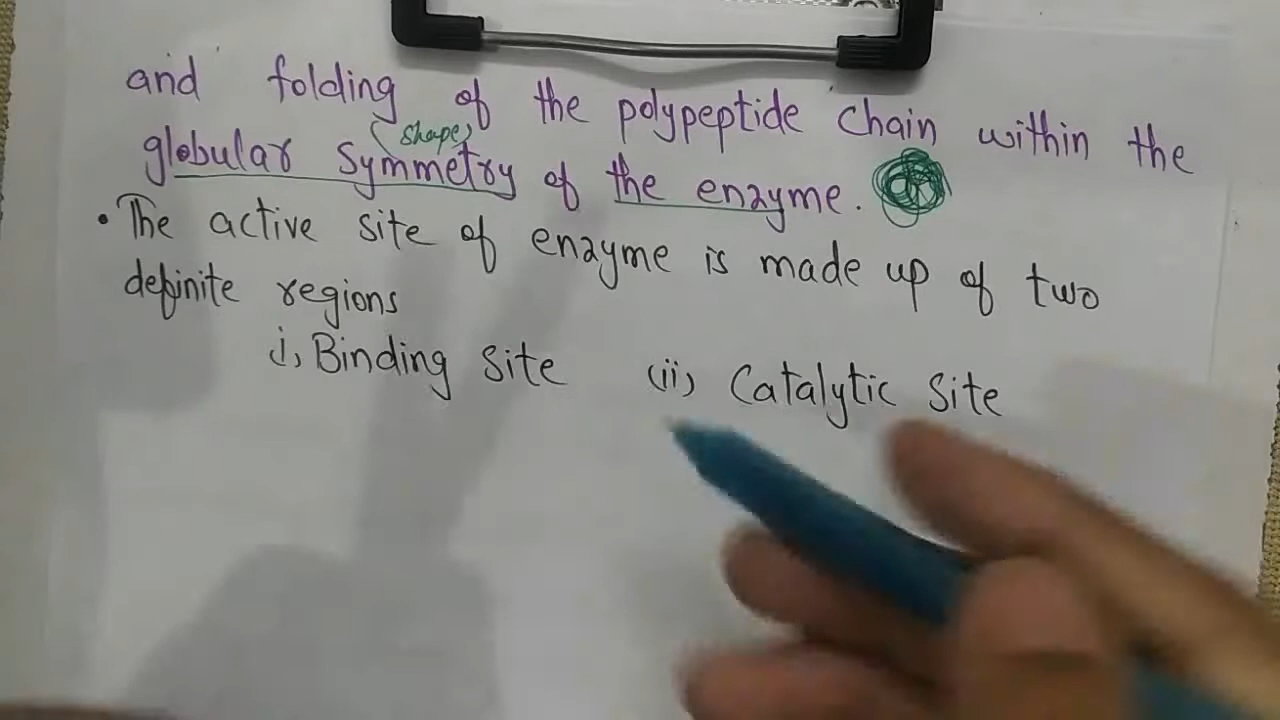 and folding of the polypeptide chain within the
(shape)
globular symmetry of the enzyme.
• The active site of enzyme is made up of two
definite regions
i, Binding site (ii) Catalytic site